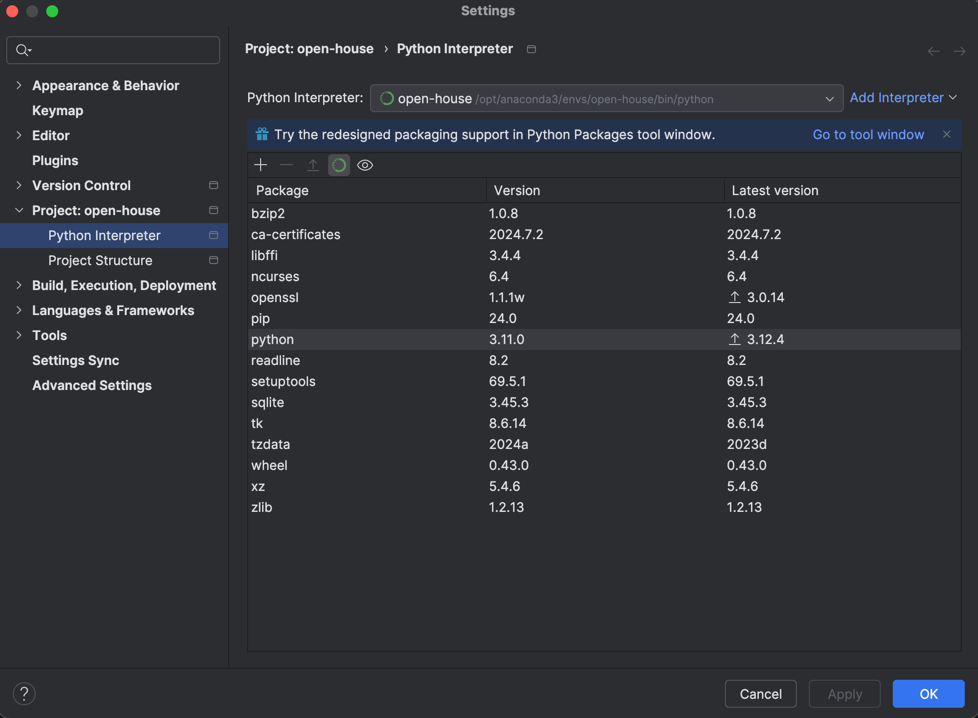 Settings
Project: open-house › Python Interpreter
Appearance & Behavior
Keymap
Editor
Plugins
Version Control
Project: open-house
Python Interpreter
Project Structure
Build, Execution, Deployment
Languages & Frameworks
Tools
Settings Sync
Advanced Settings
Python Interpreter: open-house /opt/anaconda3/envs/open-house/bin/python Add Interpreter
Try the redesigned packaging support in Python Packages tool window. Go to tool window
Package Version Latest version
bzip2 1.0.8 1.0.8
ca-certificates 2024.7.2 2024.7.2
libffi 3.4.4 3.4.4
ncurses 6.4 6.4
openssl 1.1.1w 3.0.14
pip 24.0 24.0
python 3.11.0 3.12.4
readline 8.2 8.2
setuptools 69.5.1 69.5.1
sqlite 3.45.3 3.45.3
tk 8.6.14 8.6.14
tzdata 2024a 2023d
wheel 0.43.0 0.43.0
xz 5.4.6 5.4.6
zlib 1.2.13 1.2.13
? Cancel Apply OK